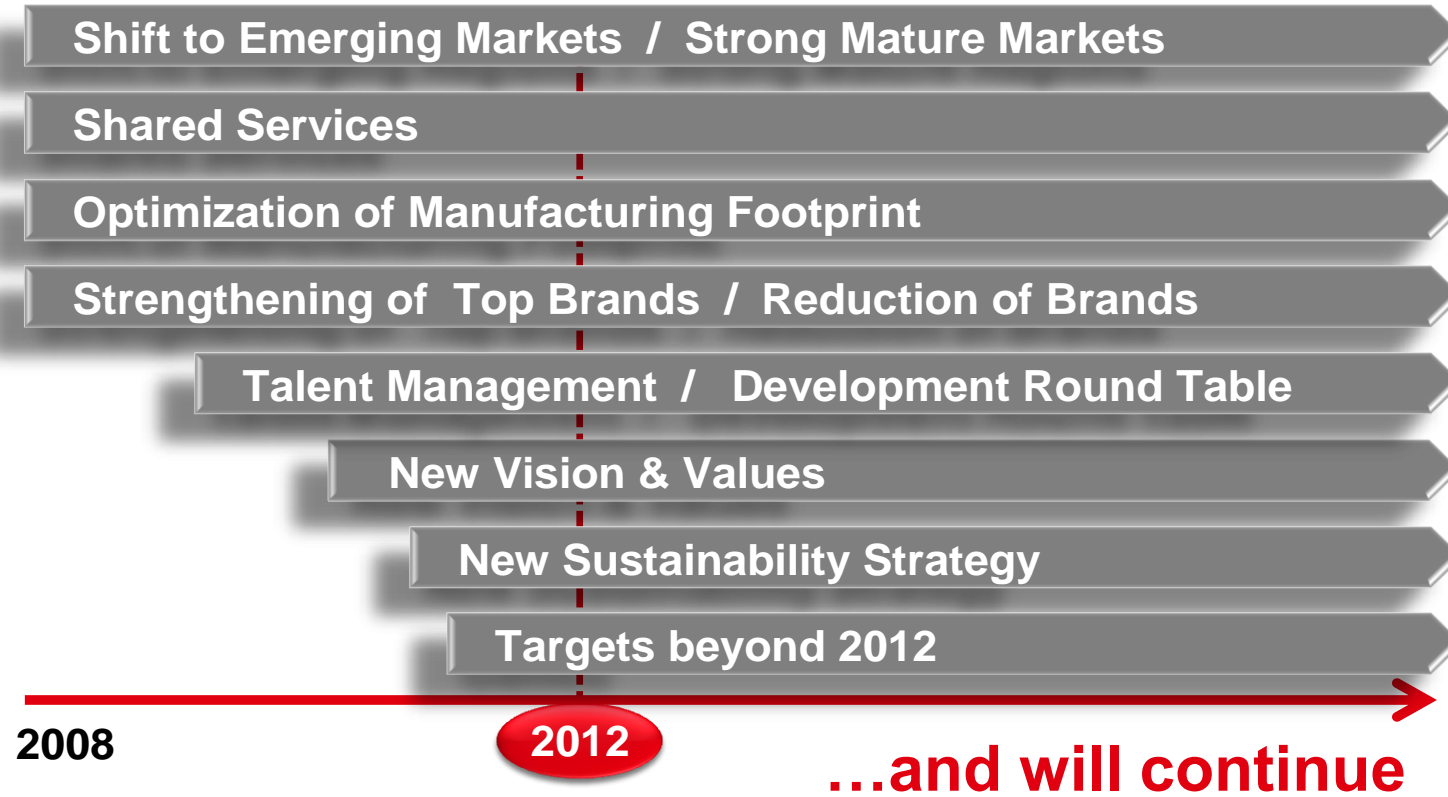 Shift to Emerging Markets / Strong Mature Markets
Shared Services
Optimization of Manufacturing Footprint
Strengthening of Top Brands / Reduction of Brands
Talent Management / Development Round Table
New Vision & Values
New Sustainability Strategy
Targets beyond 2012
2008
2012
…and will continue